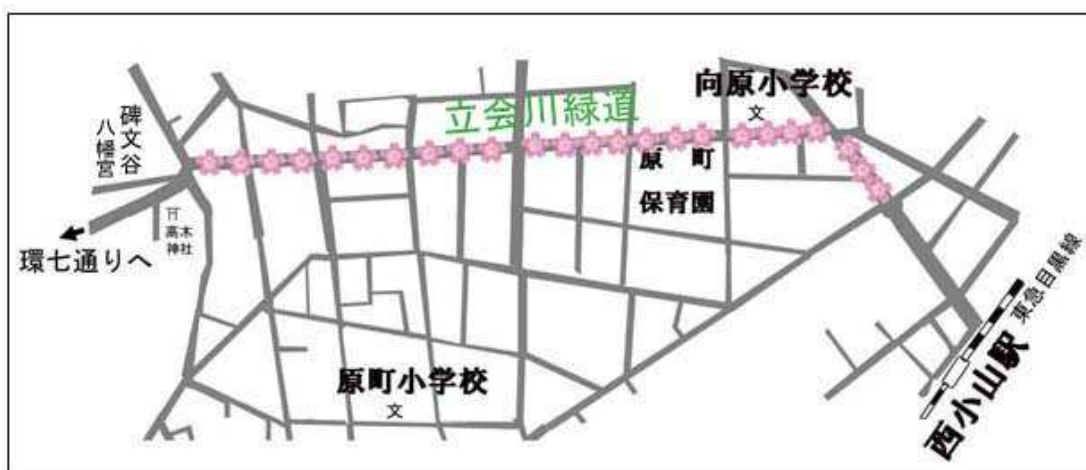 向原小学校
文
立会川緑道
碑文谷
八幡宮
原町
保育園
高木
神社
環七通りへ
東急目黒線
西小山駅
原町小学校
文